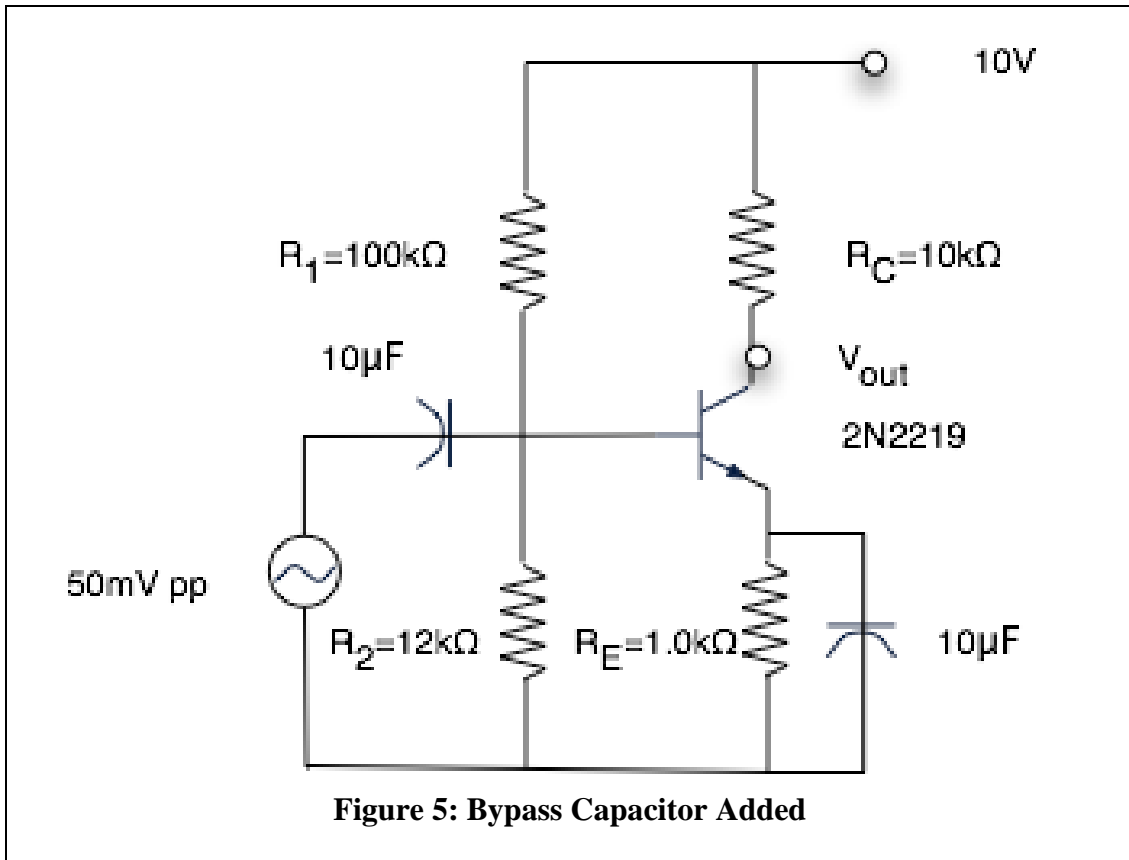 10V
R1=100kΩ
RC=10kΩ
10µF
Vout
2N2219
50mV pp
R2=12kΩ
RE=1.0kΩ
10µF
Figure 5: Bypass Capacitor Added